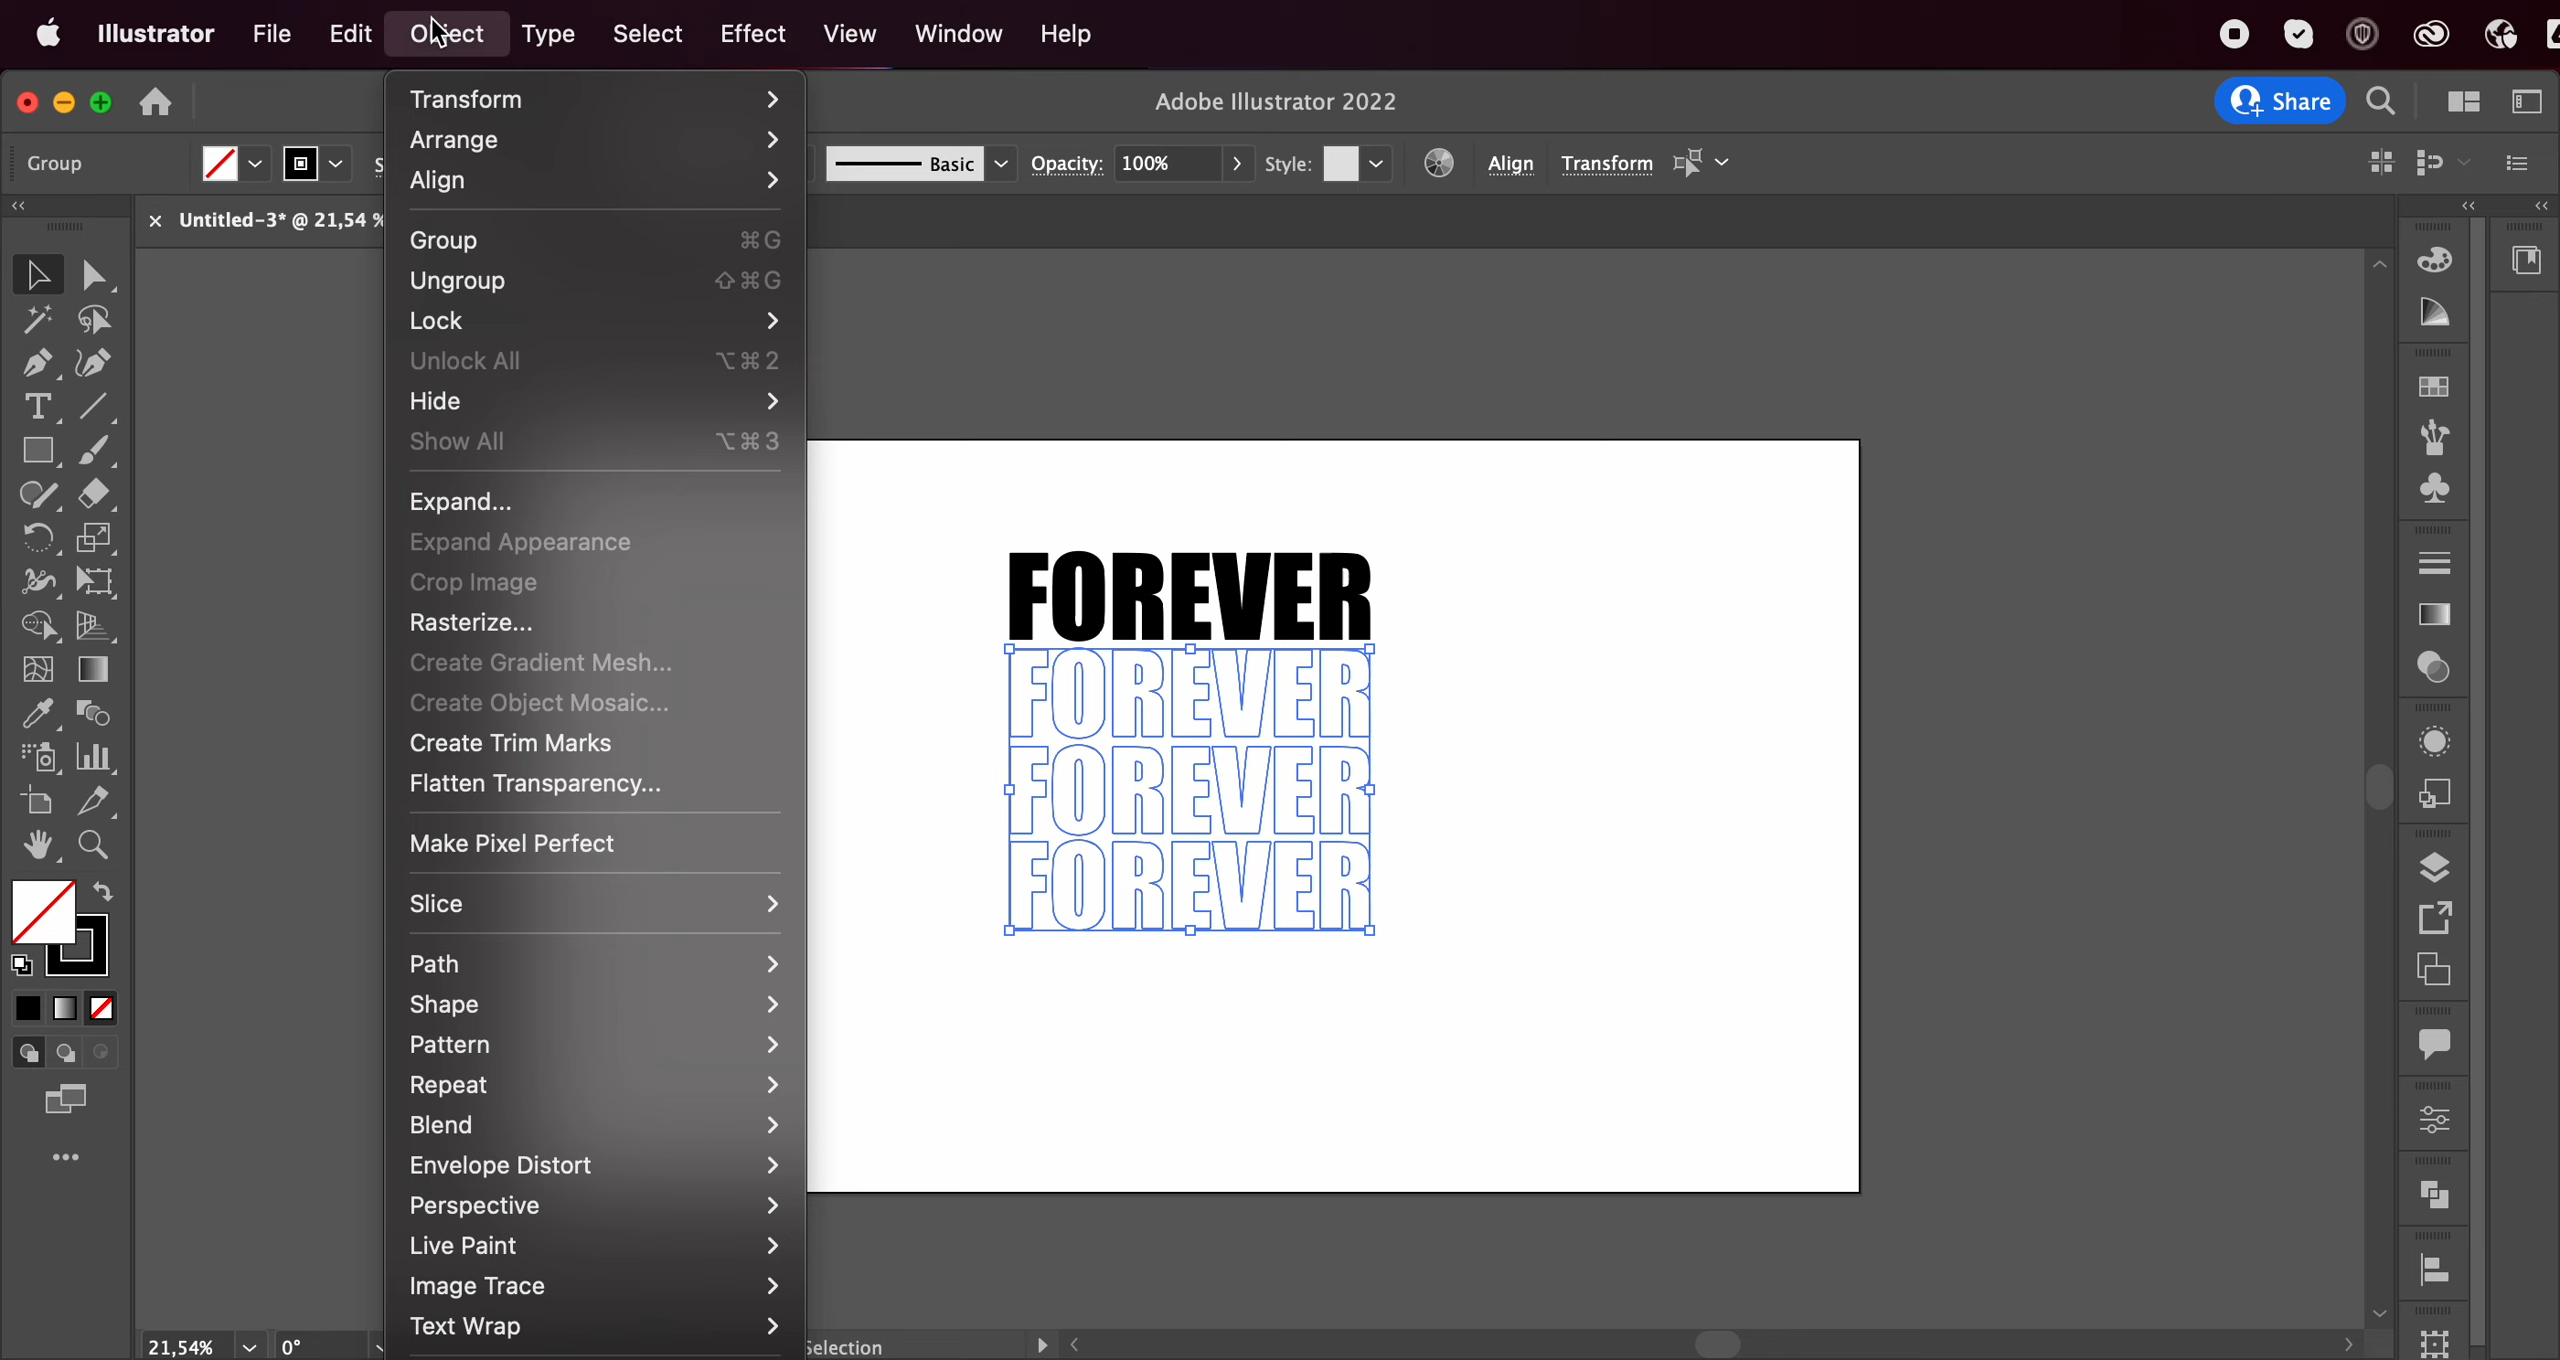 Illustrator File Edit Object Type Select Effect View Window Help
Adobe Illustrator 2022
Share
Group
Basic
Opacity: 100%
Style:
Align
Transform
Untitled-3* @ 21,54 %
Transform
Arrange
Align
Group ⌘G
Ungroup ⇧⌘G
Lock
Unlock All ⌥⌘2
Hide
Show All ⌥⌘3
Expand...
Expand Appearance
Crop Image
Rasterize...
Create Gradient Mesh...
Create Object Mosaic...
Create Trim Marks
Flatten Transparency...
Make Pixel Perfect
Slice
Path
Shape
Pattern
Repeat
Blend
Envelope Distort
Perspective
Live Paint
Image Trace
Text Wrap
FOREVER
FOREVER
FOREVER
FOREVER
21,54% 0°